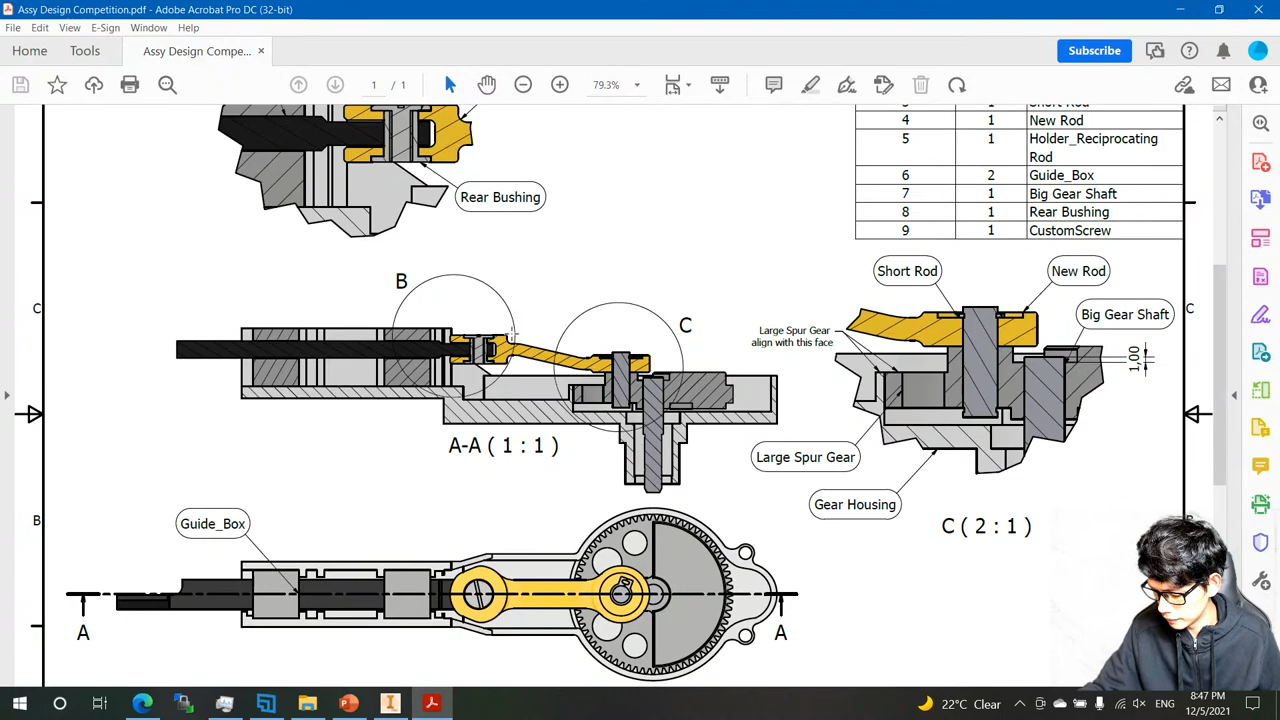 Assy Design Competition.pdf - Adobe Acrobat Pro DC (32-bit)
File Edit View E-Sign Window Help
Home Tools Assy Design Compe... ×
Subscribe
1 / 1
79.3%
4 1 New Rod
5 1 Holder_Reciprocating
Rod
6 2 Guide_Box
7 1 Big Gear Shaft
8 1 Rear Bushing
9 1 CustomScrew
Rear Bushing
B
C
C
C
Short Rod
New Rod
Big Gear Shaft
Large Spur Gear
align with this face
1.00
A-A ( 1 : 1 )
Large Spur Gear
Gear Housing
C ( 2 : 1 )
B
Guide_Box
A
A
22°C Clear
ENG
8:47 PM
12/5/2021